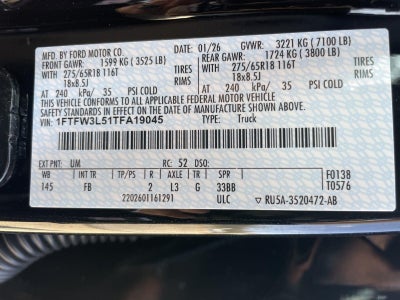 MFD. BY FORD MOTOR CO. 01/26 GVWR: 3221 KG ( 7100 LB)
FRONT GAWR: 1599 KG ( 3525 LB) REAR GAWR: 1724 KG ( 3800 LB)
WITH TIRES WITH TIRES
275/65R18 116T RIMS 275/65R18 116T RIMS
18x8.5J 18x8.5J
AT 240 kPa/ 35 PSI COLD AT 240 kPa/ 35 PSI COLD
THIS VEHICLE CONFORMS TO ALL APPLICABLE FEDERAL MOTOR VEHICLE
SAFETY STANDARDS IN EFFECT ON THE DATE OF MANUFACTURE SHOWN ABOVE.
VIN: 1FTFW3L51TFA19045 TYPE: Truck
EXT PNT: UM RC: 52 DSO: F0138
WB INT TR TP/PS R AXLE TR SPR T0576
145 FB 2 L3 G 33BB
2202601161291 ULC RU5A-3520472-AB